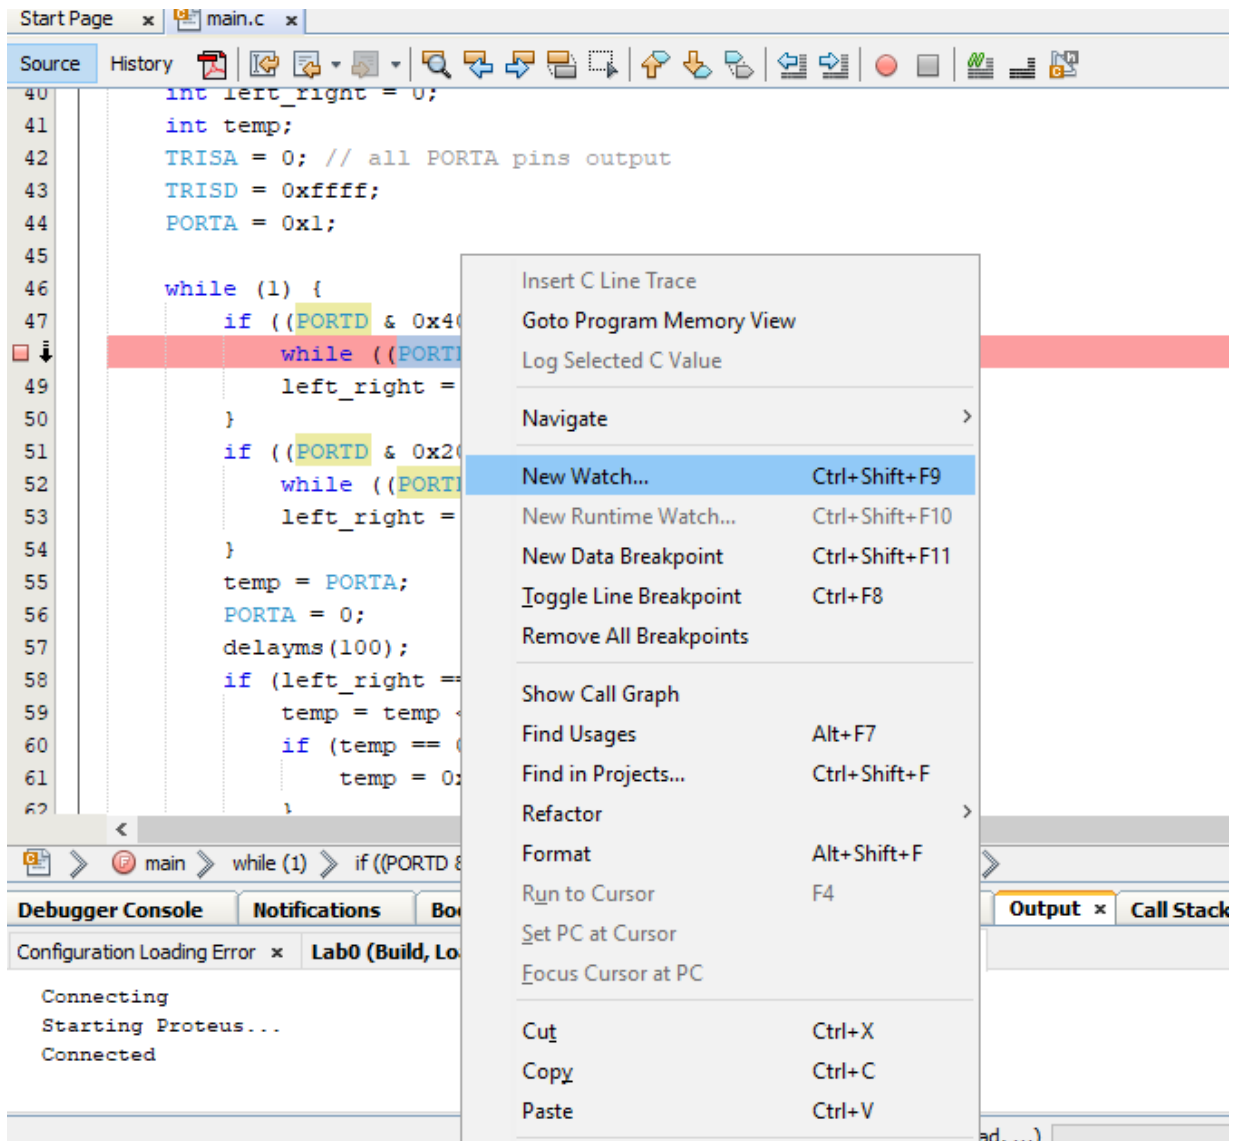 Start Page x main.c x
Source History
40 int left_right = 0;
41 int temp;
42 TRISA = 0; // all PORTA pins output
43 TRISD = 0xffff;
44 PORTA = 0x1;
45
46 while (1) {
47 if ((PORTD & 0x40
while ((PORTD
49 left_right =
50 }
51 if ((PORTD & 0x20
52 while ((PORTD
53 left_right =
54 }
55 temp = PORTA;
56 PORTA = 0;
57 delayms(100);
58 if (left_right ==
59 temp = temp <
60 if (temp == 0
61 temp = 0x
62 }
Insert C Line Trace
Goto Program Memory View
Log Selected C Value
Navigate >
New Watch... Ctrl+Shift+F9
New Runtime Watch... Ctrl+Shift+F10
New Data Breakpoint Ctrl+Shift+F11
Toggle Line Breakpoint Ctrl+F8
Remove All Breakpoints
Show Call Graph
Find Usages Alt+F7
Find in Projects... Ctrl+Shift+F
Refactor >
Format Alt+Shift+F
Run to Cursor F4
Set PC at Cursor
Focus Cursor at PC
Cut Ctrl+X
Copy Ctrl+C
Paste Ctrl+V
main while (1) if ((PORTD &
Debugger Console Notifications Output x Call Stack
Configuration Loading Error x Lab0 (Build, Lo
Connecting
Starting Proteus...
Connected